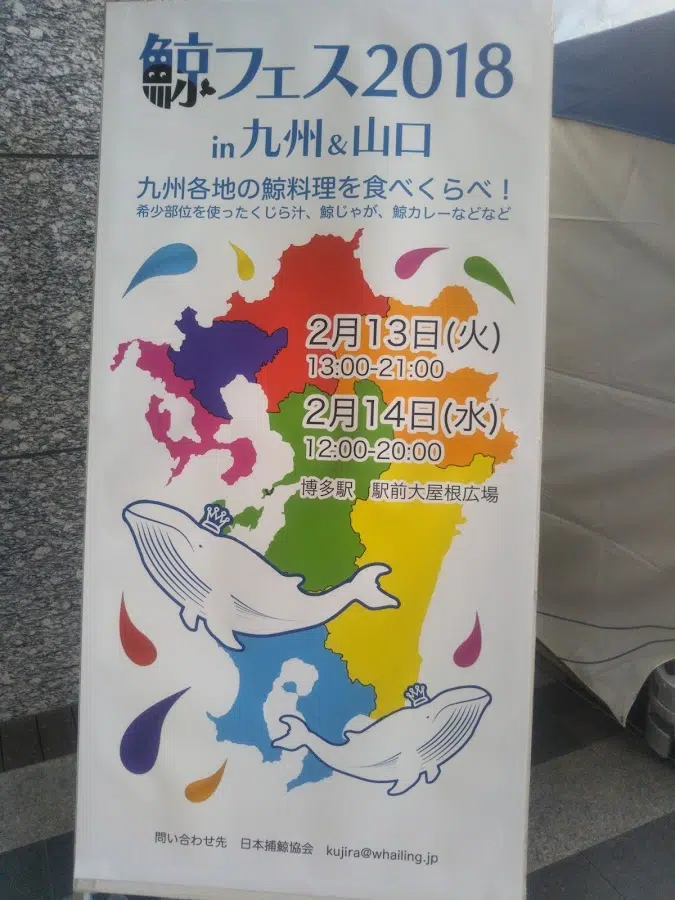 鯨フェス2018
in 九州&山口
九州各地の鯨料理を食べくらべ！
希少部位を使ったくじら汁、鯨じゃが、鯨カレーなどなど
2月13日(火)
13:00-21:00
2月14日(水)
12:00-20:00
博多駅　駅前大屋根広場
問い合わせ先　日本捕鯨協会　kujira@whailing.jp